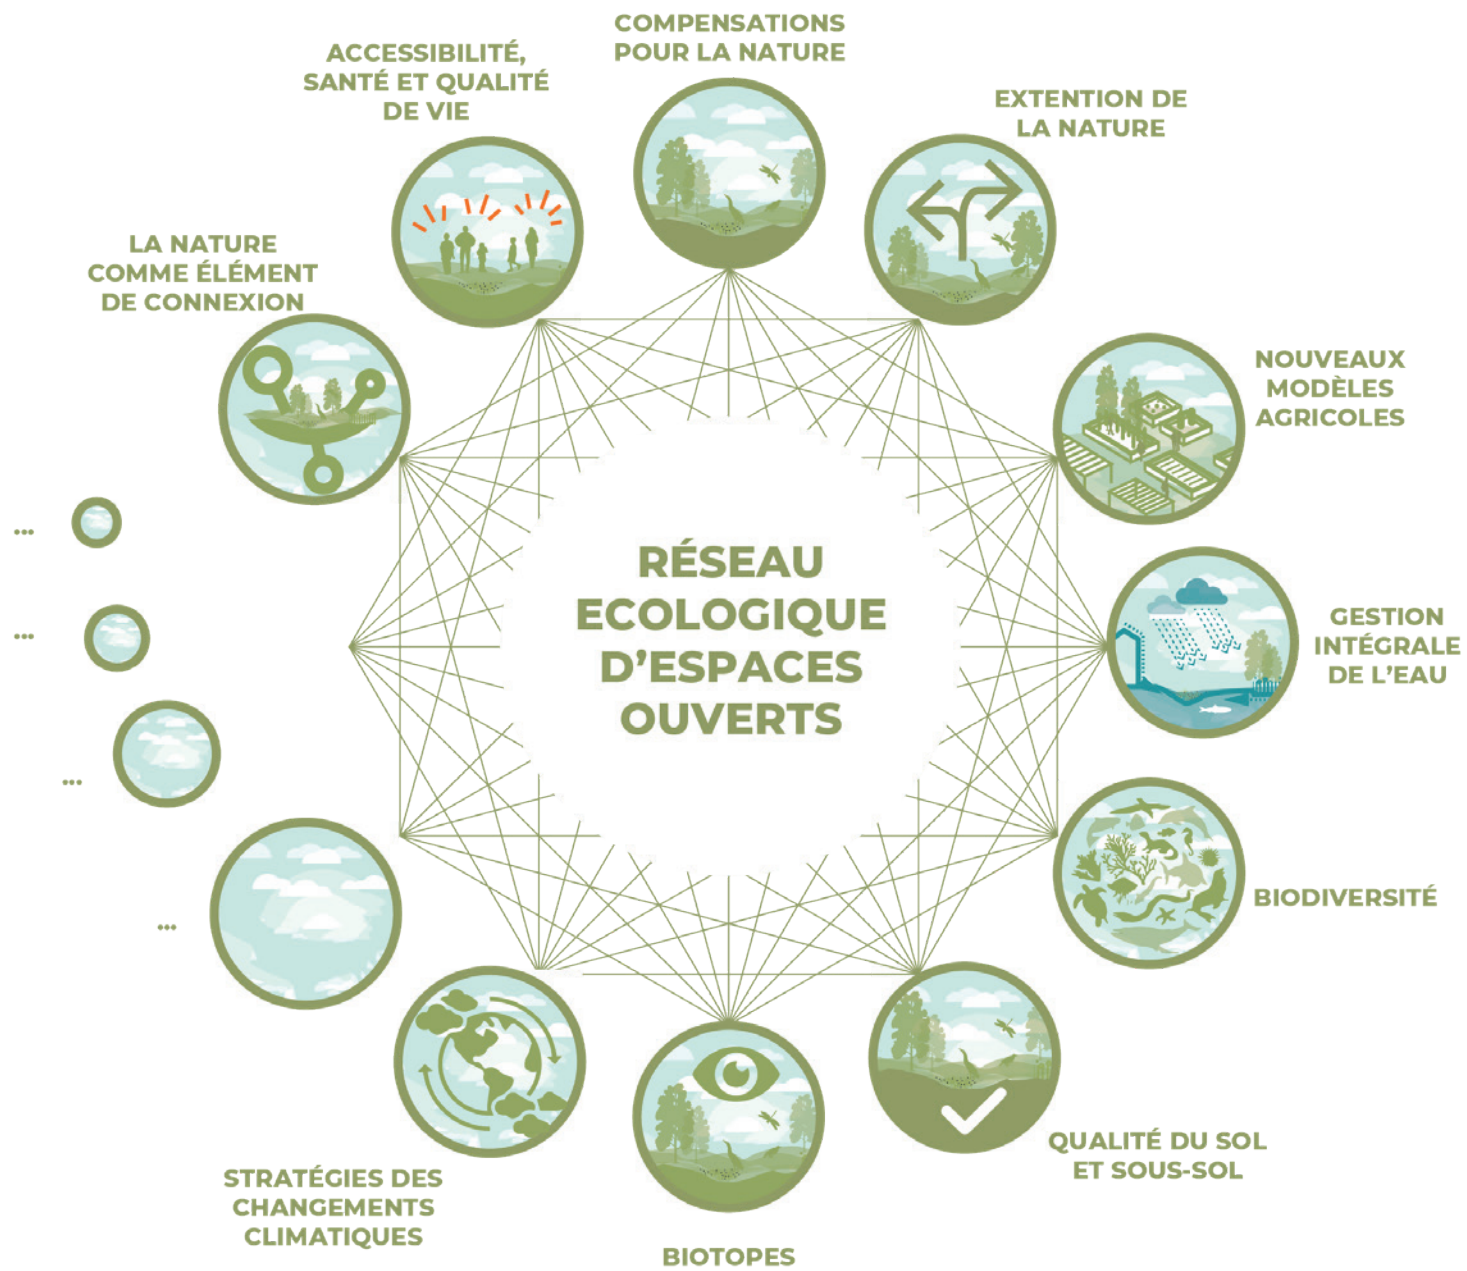 COMPENSATIONS
POUR LA NATURE
ACCESSIBILITÉ,
SANTÉ ET QUALITÉ
DE VIE
EXTENTION DE
LA NATURE
LA NATURE
COMME ÉLÉMENT
DE CONNEXION
NOUVEAUX
MODÈLES
AGRICOLES
...
RÉSEAU
ECOLOGIQUE
D'ESPACES
OUVERTS
GESTION
INTÉGRALE
DE L'EAU
...
...
BIODIVERSITÉ
...
QUALITÉ DU SOL
ET SOUS-SOL
STRATÉGIES DES
CHANGEMENTS
CLIMATIQUES
BIOTOPES